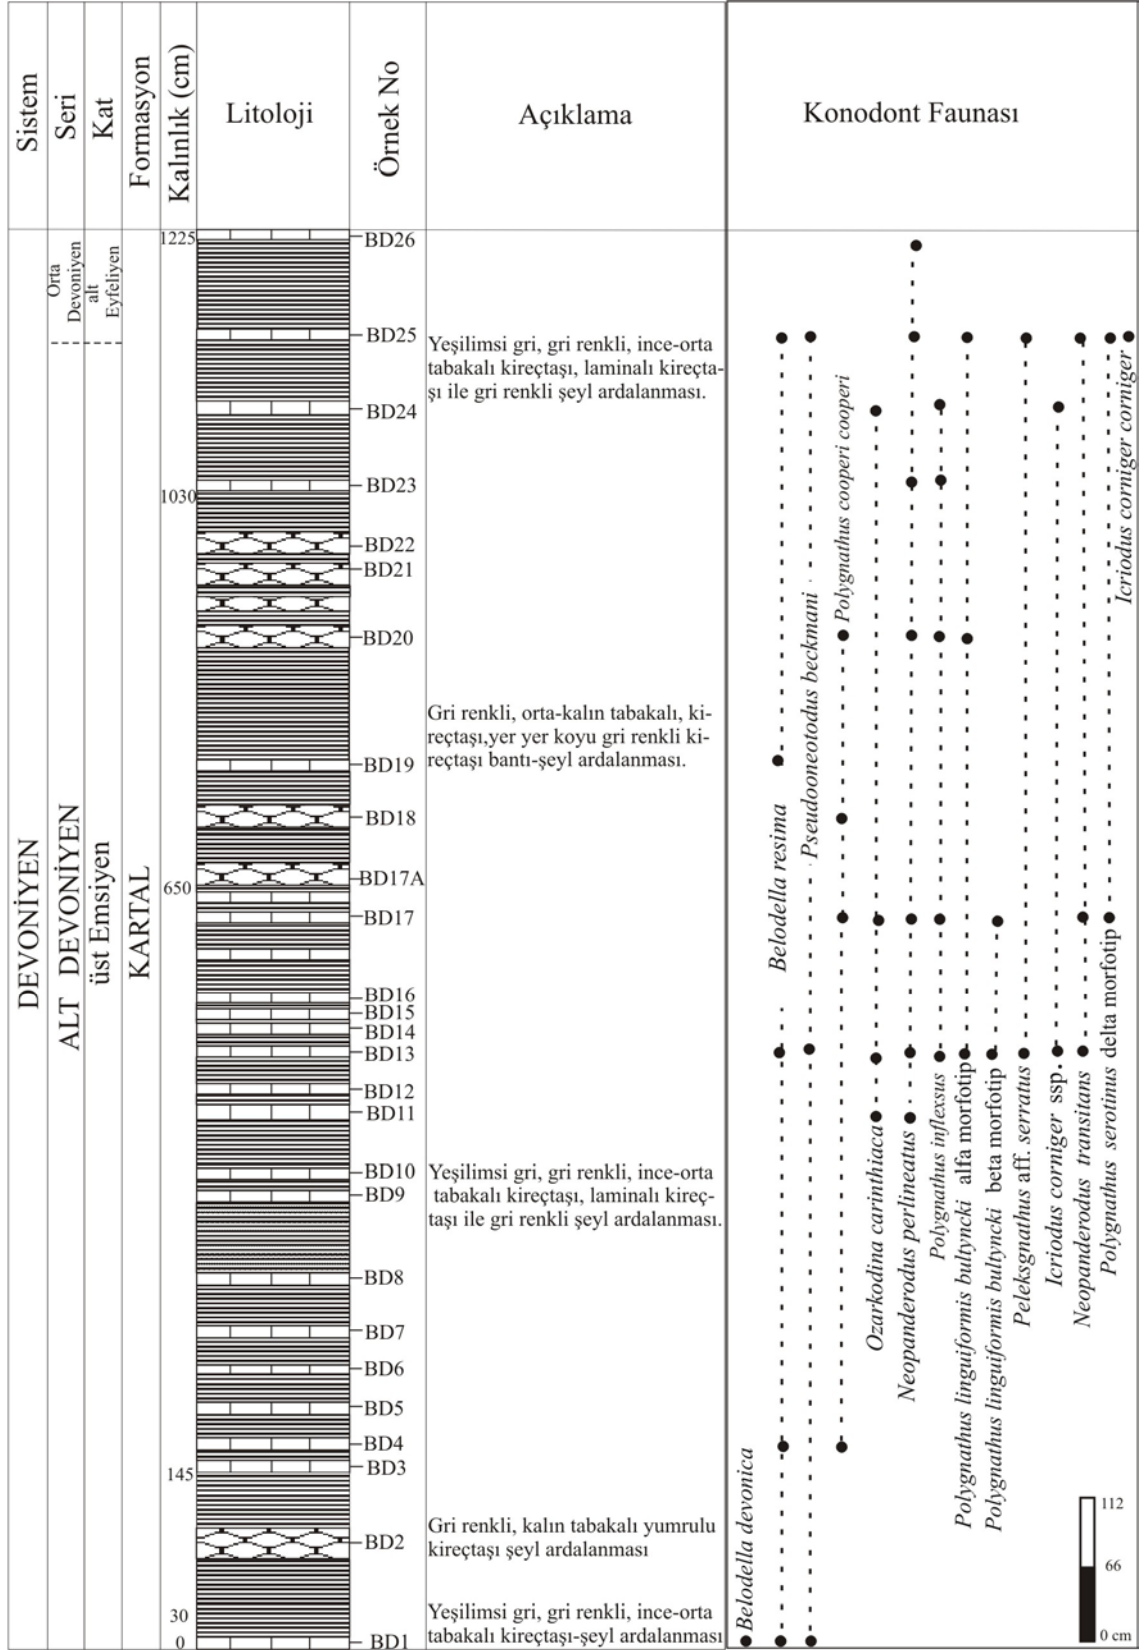 Sistem
Seri
Kat
Formasyon
Kalınlık (cm)
Litoloji
Örnek No
Açıklama
Konodont Faunası
DEVONİYEN
Orta
Devoniyen
alt
Eyfeliyen
ALT DEVONİYEN
üst Emsiyen
KARTAL
1225
1030
650
145
30
0
BD26
BD25
BD24
BD23
BD22
BD21
BD20
BD19
BD18
BD17A
BD17
BD16
BD15
BD14
BD13
BD12
BD11
BD10
BD9
BD8
BD7
BD6
BD5
BD4
BD3
BD2
BD1
Yeşilimsi gri, gri renkli, ince-orta
tabakalı kireçtaşı, laminalı kireçta-
şı ile gri renkli şeyl ardalanması.
Gri renkli, orta-kalın tabakalı, ki-
reçtaşı,yer yer koyu gri renkli ki-
reçtaşı bantı-şeyl ardalanması.
Yeşilimsi gri, gri renkli, ince-orta
tabakalı kireçtaşı, laminalı kireç-
taşı ile gri renkli şeyl ardalanması.
Gri renkli, kalın tabakalı yumrulu
kireçtaşı şeyl ardalanması
Yeşilimsi gri, gri renkli, ince-orta
tabakalı kireçtaşı-şeyl ardalanması
Belodella devonica
Belodella resima
Pseudooneotodus beckmani
Polygnathus cooperi cooperi
Ozarkodina carinthiaca
Neopanderodus perlineatus
Polygnathus inflexsus
Polygnathus linguiformis bultyncki alfa morfotip
Polygnathus linguiformis bultyncki beta morfotip
Peleksgnathus aff. serratus
Icriodus corniger ssp.
Neopanderodus transitans
Polygnathus serotinus delta morfotip
Icriodus corniger corniger
112
66
0 cm